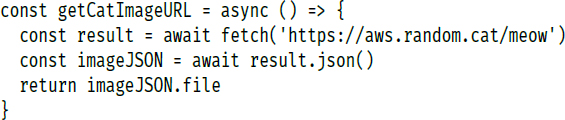 const getCatImageURL = async () => {
  const result = await fetch('https://aws.random.cat/meow')
  const imageJSON = await result.json()
  return imageJSON.file
}